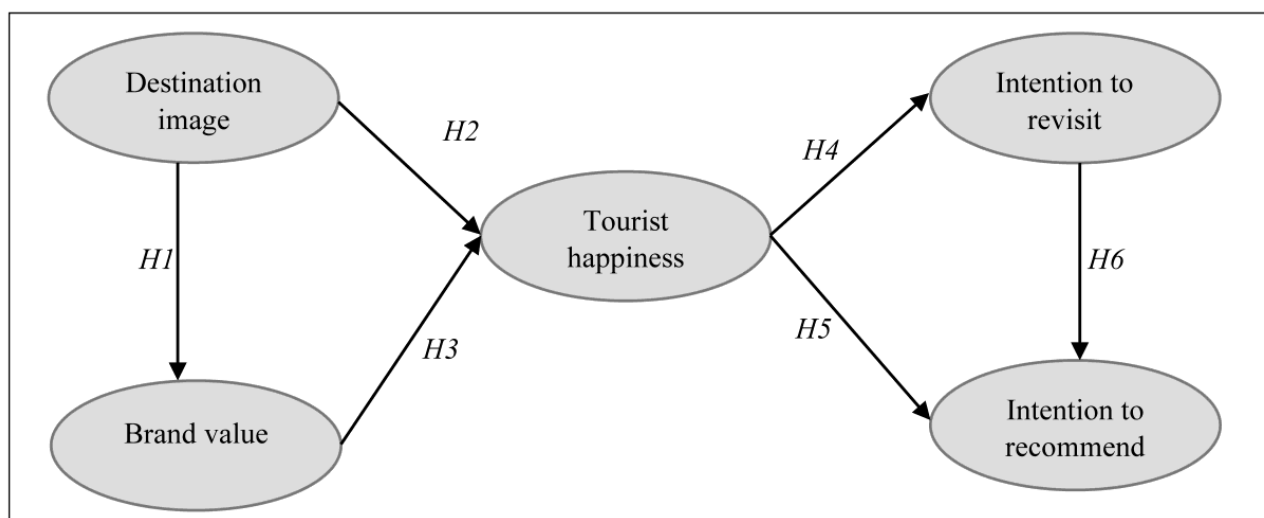 Destination
image
Intention to
revisit
H2
H4
Tourist
happiness
H1
H6
H3
H5
Brand value
Intention to
recommend